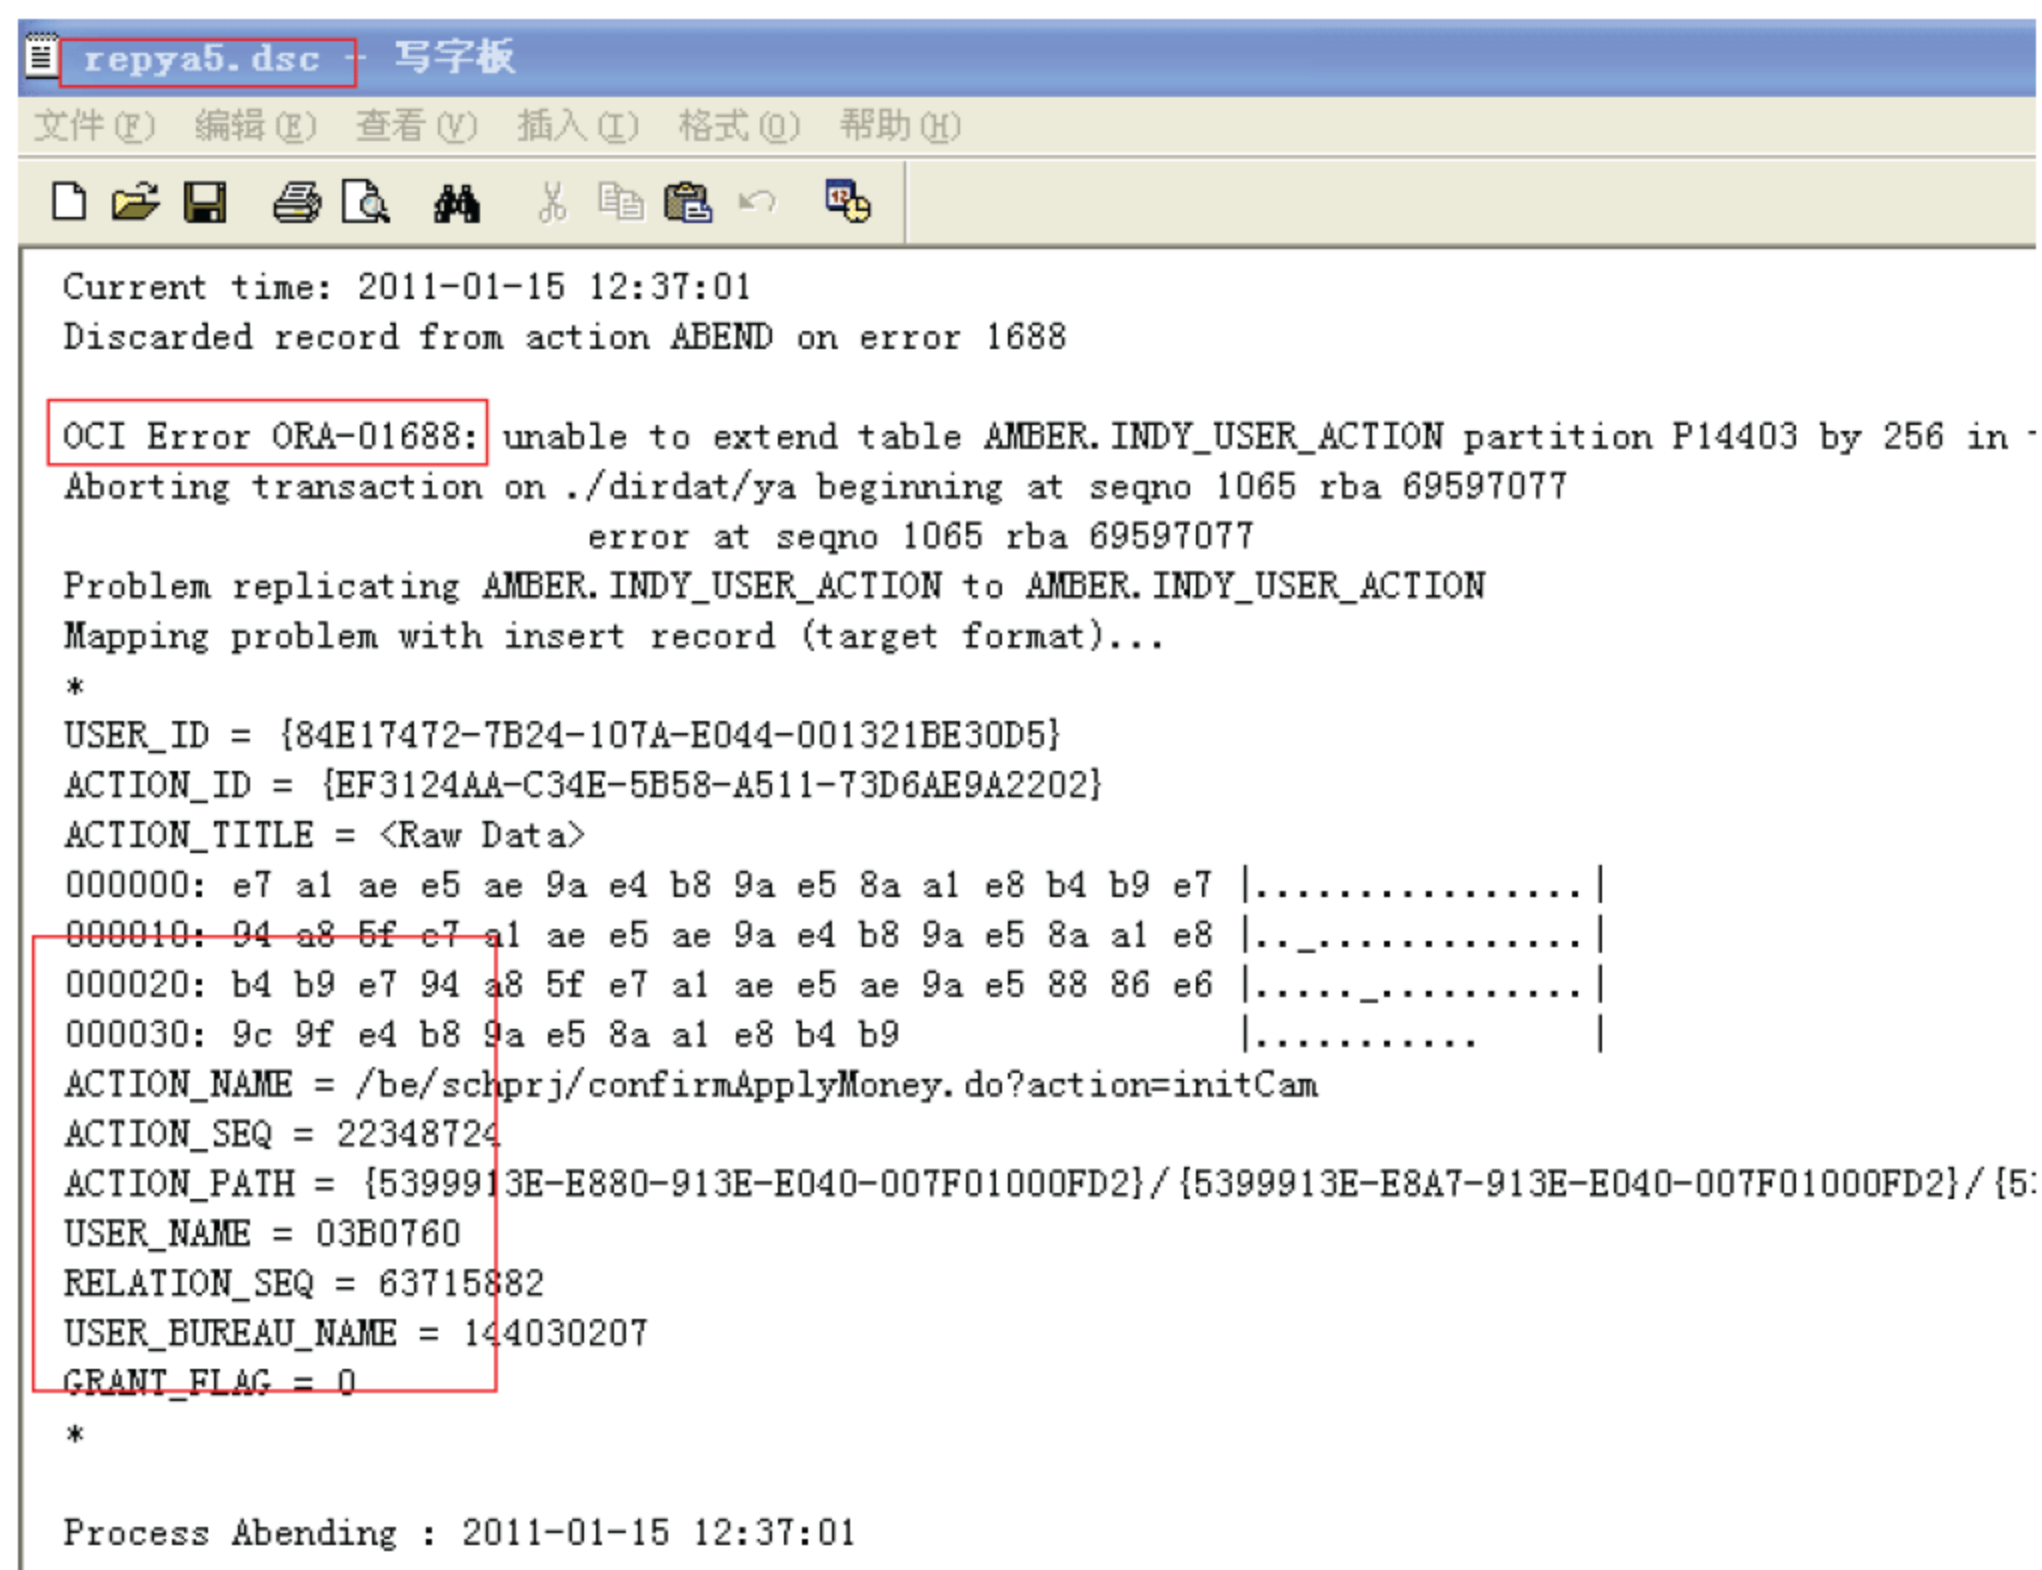 repya5.dsc - 写字板
文件(F) 编辑(E) 查看(V) 插入(I) 格式(O) 帮助(H)
Current time: 2011-01-15 12:37:01
Discarded record from action ABEND on error 1688
OCI Error ORA-01688: unable to extend table AMBER.INDY_USER_ACTION partition P14403 by 256 in
Aborting transaction on ./dirdat/ya beginning at seqno 1065 rba 69597077
error at seqno 1065 rba 69597077
Problem replicating AMBER.INDY_USER_ACTION to AMBER.INDY_USER_ACTION
Mapping problem with insert record (target format)...
*
USER_ID = {84E17472-7B24-107A-E044-001321BE30D5}
ACTION_ID = {EF3124AA-C34E-5B58-A511-73D6AE9A2202}
ACTION_TITLE = <Raw Data>
000000: e7 a1 ae e5 ae 9a e4 b8 9a e5 8a a1 e8 b4 b9 e7 |................|
000010: 94 a8 5f e7 a1 ae e5 ae 9a e4 b8 9a e5 8a a1 e8 |.._.............|
000020: b4 b9 e7 94 a8 5f e7 a1 ae e5 ae 9a e5 88 86 e6 |....._..........|
000030: 9c 9f e4 b8 9a e5 8a a1 e8 b4 b9 |........... |
ACTION_NAME = /be/schprj/confirmApplyMoney.do?action=initCam
ACTION_SEQ = 22348724
ACTION_PATH = {5399913E-E880-913E-E040-007F01000FD2}/{5399913E-E8A7-913E-E040-007F01000FD2}/{5
USER_NAME = 03B0760
RELATION_SEQ = 63715882
USER_BUREAU_NAME = 144030207
GRANT_FLAG = 0
*
Process Abending : 2011-01-15 12:37:01